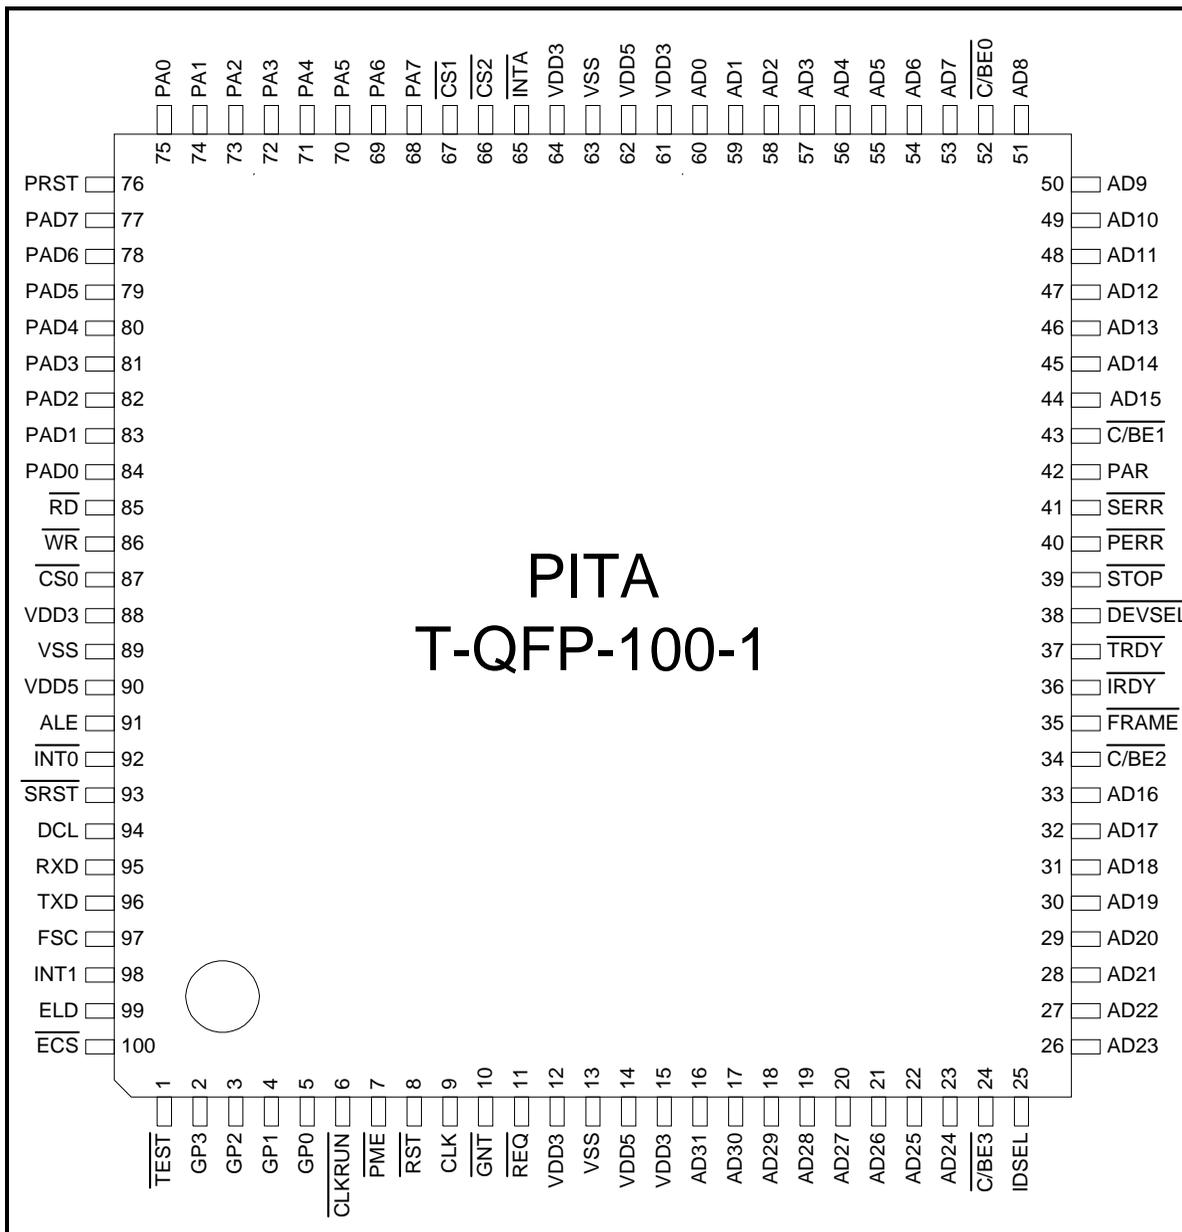 PA0 PA1 PA2 PA3 PA4 PA5 PA6 PA7 CS1 CS2 INTA VDD3 VSS VDD5 VDD3 AD0 AD1 AD2 AD3 AD4 AD5 AD6 AD7 C/BE0 AD8
75 74 73 72 71 70 69 68 67 66 65 64 63 62 61 60 59 58 57 56 55 54 53 52 51
PRST 76 50 AD9
PAD7 77 49 AD10
PAD6 78 48 AD11
PAD5 79 47 AD12
PAD4 80 46 AD13
PAD3 81 45 AD14
PAD2 82 44 AD15
PAD1 83 43 C/BE1
PAD0 84 42 PAR
RD 85 41 SERR
WR 86 40 PERR
CS0 87 39 STOP
VDD3 88 38 DEVSEL
VSS 89 37 TRDY
VDD5 90 36 IRDY
ALE 91 35 FRAME
INT0 92 34 C/BE2
SRST 93 33 AD16
DCL 94 32 AD17
RXD 95 31 AD18
TXD 96 30 AD19
FSC 97 29 AD20
INT1 98 28 AD21
ELD 99 27 AD22
ECS 100 26 AD23
PITA
T-QFP-100-1
1 2 3 4 5 6 7 8 9 10 11 12 13 14 15 16 17 18 19 20 21 22 23 24 25
TEST GP3 GP2 GP1 GP0 CLKRUN PME RST CLK GNT REQ VDD3 VSS VDD5 VDD3 AD31 AD30 AD29 AD28 AD27 AD26 AD25 AD24 C/BE3 IDSEL